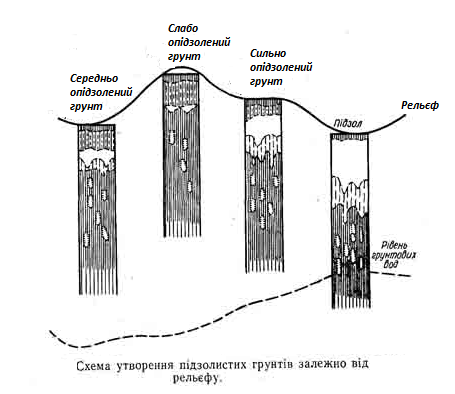 Слабо
опідзолений
грунт
Середньо
опідзолений
грунт
Сильно
опідзолений
грунт
Рельєф
Підзол
Рівень
грунтових
вод
Схема утворення підзолистих грунтів залежно від
рельєфу.